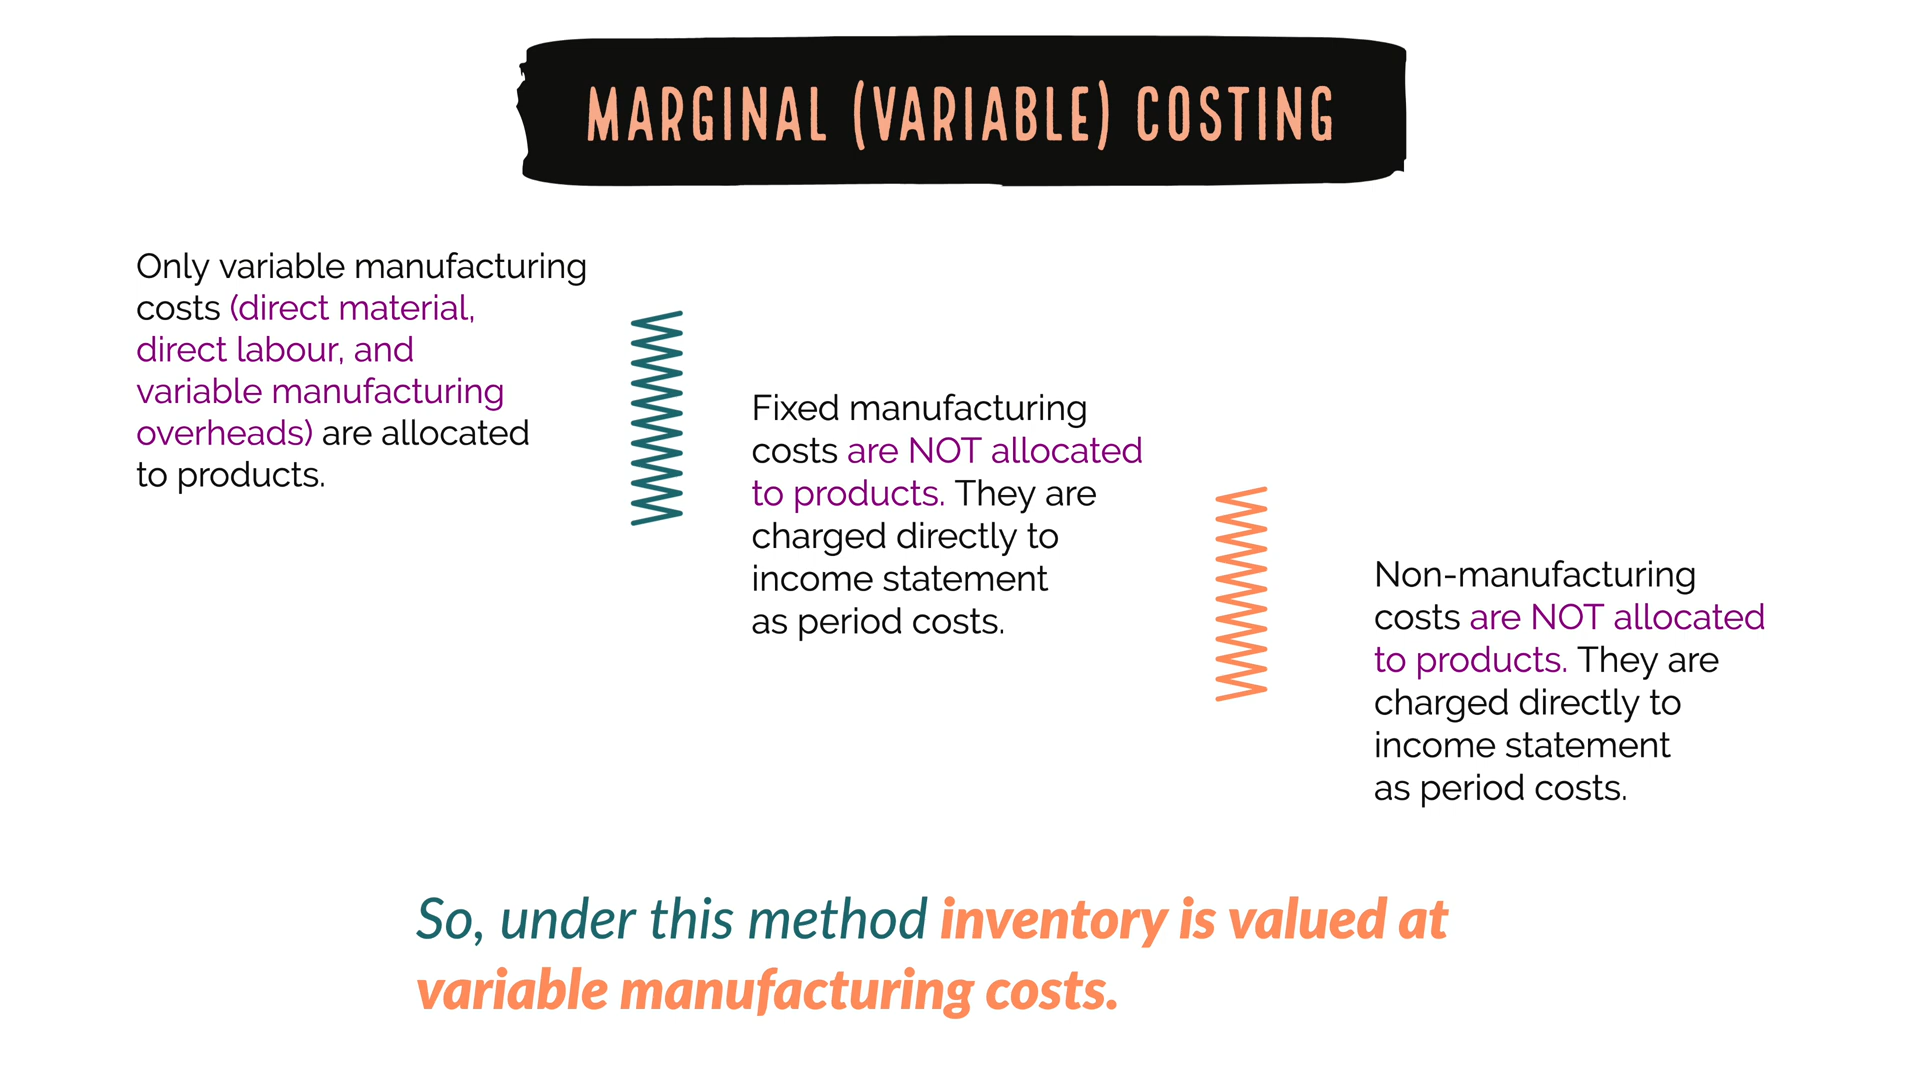 MARGINAL (VARIABLE) COSTING
Only variable manufacturing
costs (direct material,
direct labour, and
variable manufacturing
overheads) are allocated
to products.
Fixed manufacturing
costs are NOT allocated
to products. They are
charged directly to
income statement
as period costs.
Non-manufacturing
costs are NOT allocated
to products. They are
charged directly to
income statement
as period costs.
So, under this method inventory is valued at
variable manufacturing costs.